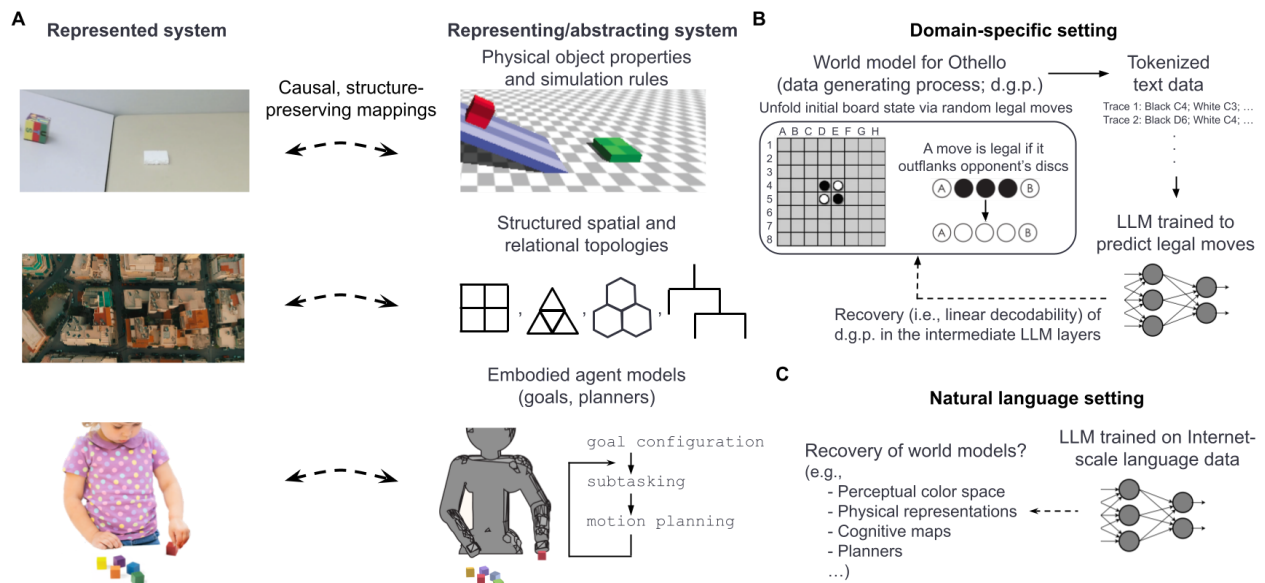 A
Represented system
Causal, structure-
preserving mappings
Representing/abstracting system
Physical object properties
and simulation rules
Structured spatial and
relational topologies
, , ,
Embodied agent models
(goals, planners)
goal configuration
subtasking
motion planning
B
Domain-specific setting
World model for Othello
(data generating process; d.g.p.)
Unfold initial board state via random legal moves
A B C D E F G H
1
2
3
4
5
6
7
8
A move is legal if it
outflanks opponent's discs
A B
A B
Tokenized
text data
Trace 1: Black C4; White C3; …
Trace 2: Black D6; White C4; …
.
.
.
.
LLM trained to
predict legal moves
Recovery (i.e., linear decodability) of
d.g.p. in the intermediate LLM layers
C
Natural language setting
Recovery of world models?
(e.g.,
- Perceptual color space
- Physical representations
- Cognitive maps
- Planners
…)
LLM trained on Internet-
scale language data